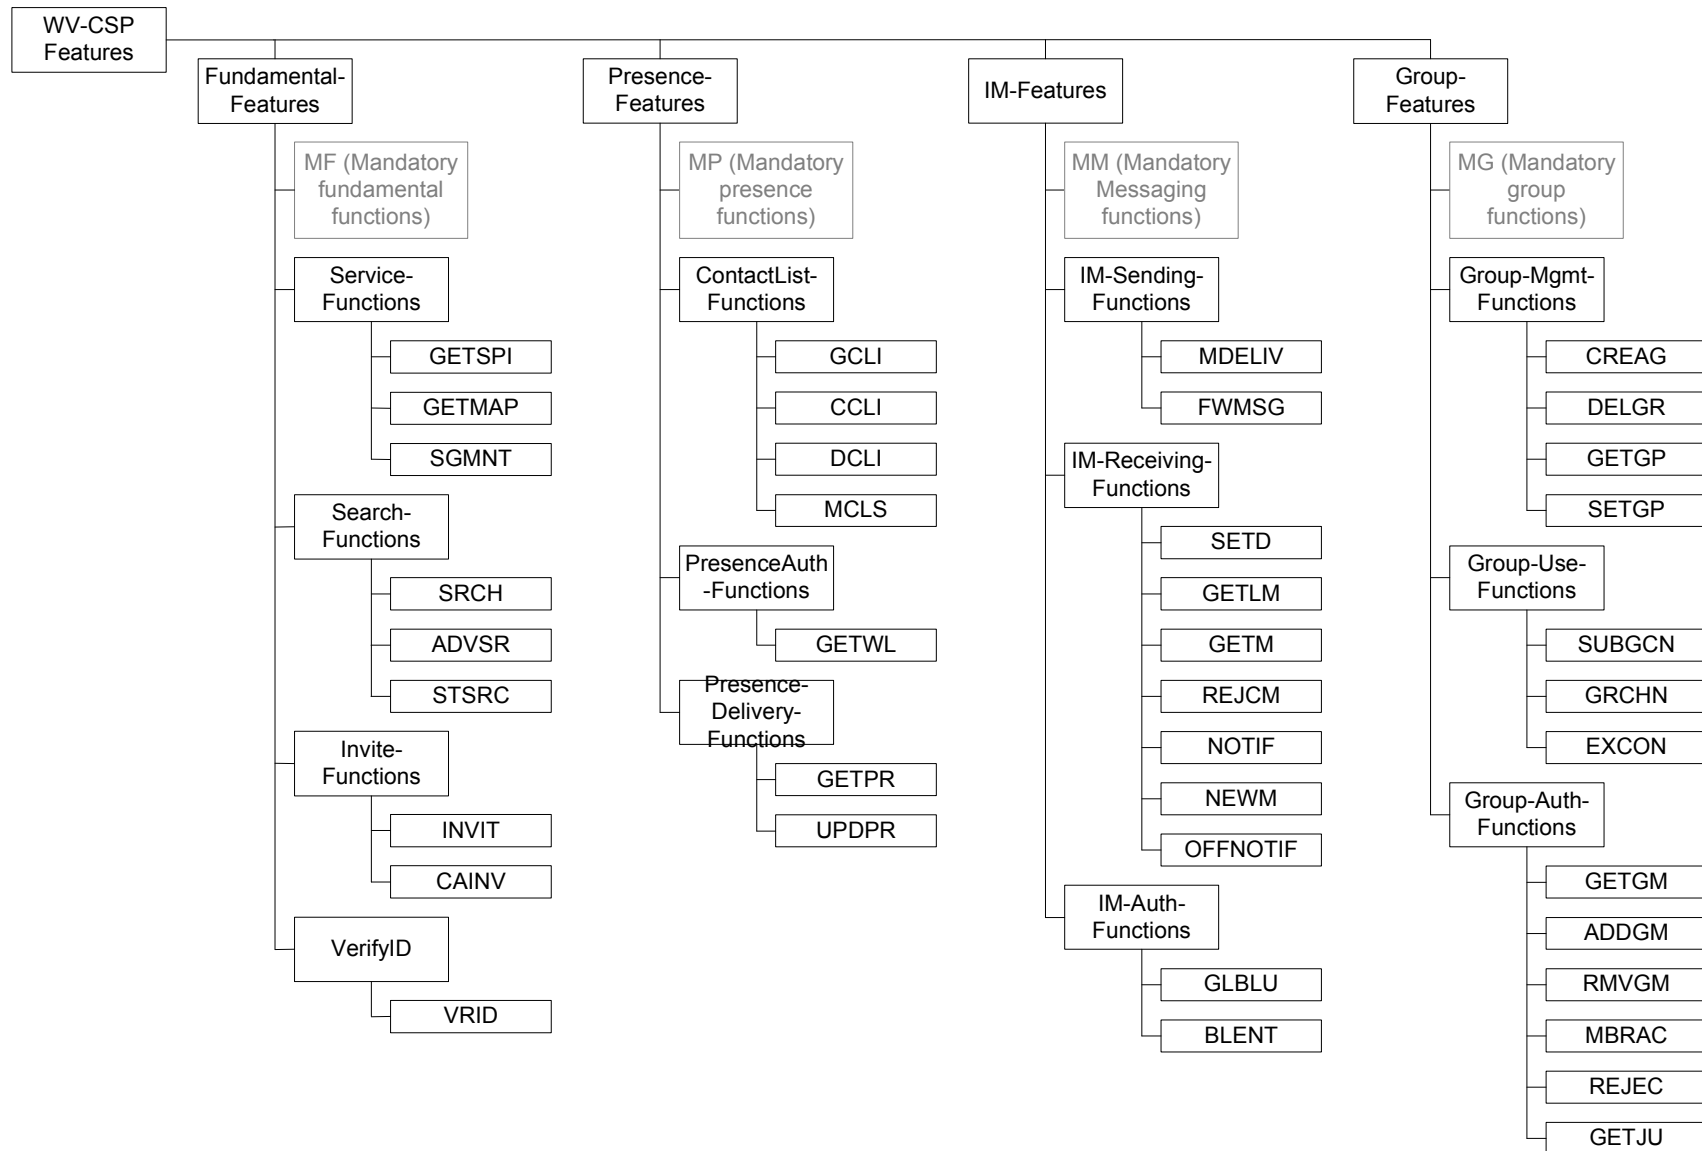 WV-CSP
Features
Fundamental-
Features
MF (Mandatory
fundamental
functions)
Service-
Functions
GETSPI
GETMAP
SGMNT
Search-
Functions
SRCH
ADVSR
STSRC
Invite-
Functions
INVIT
CAINV
VerifyID
VRID
Presence-
Features
MP (Mandatory
presence
functions)
ContactList-
Functions
GCLI
CCLI
DCLI
MCLS
PresenceAuth
-Functions
GETWL
Presence-
Delivery-
Functions
GETPR
UPDPR
IM-Features
MM (Mandatory
Messaging
functions)
IM-Sending-
Functions
MDELIV
FWMSG
IM-Receiving-
Functions
SETD
GETLM
GETM
REJCM
NOTIF
NEWM
OFFNOTIF
IM-Auth-
Functions
GLBLU
BLENT
Group-
Features
MG (Mandatory
group
functions)
Group-Mgmt-
Functions
CREAG
DELGR
GETGP
SETGP
Group-Use-
Functions
SUBGCN
GRCHN
EXCON
Group-Auth-
Functions
GETGM
ADDGM
RMVGM
MBRAC
REJEC
GETJU